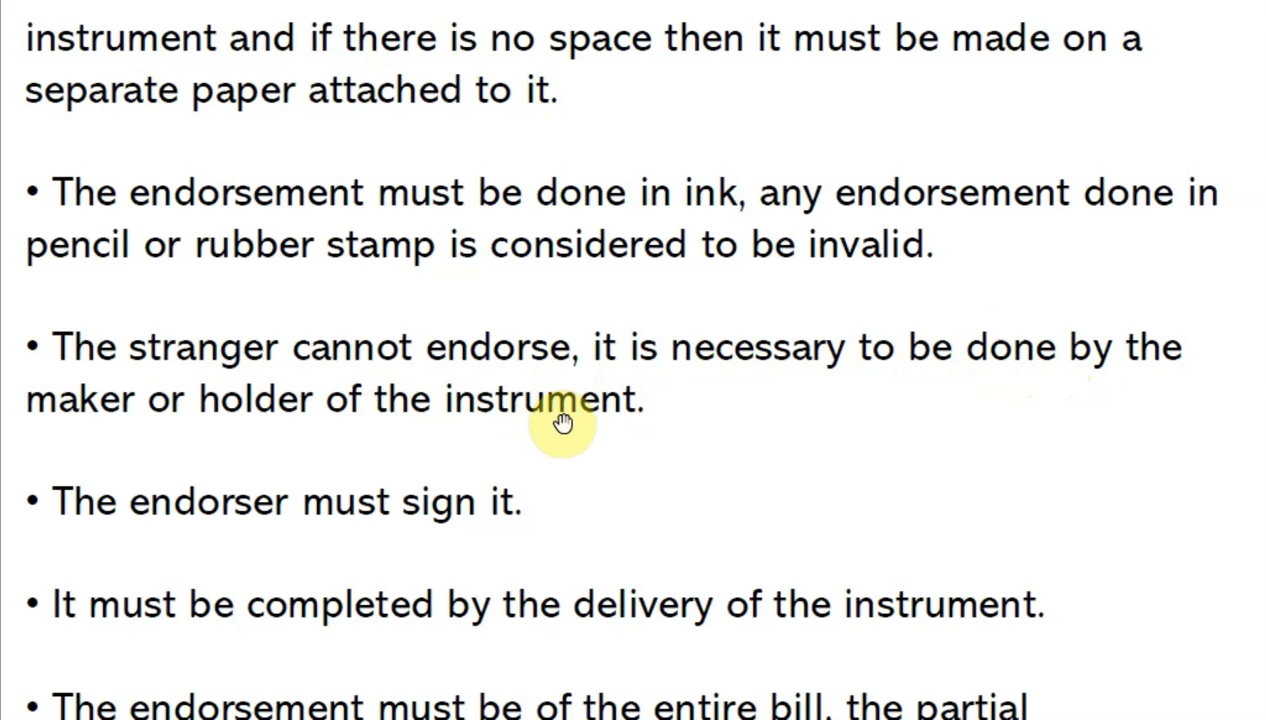 instrument and if there is no space then it must be made on a
separate paper attached to it.
• The endorsement must be done in ink, any endorsement done in
pencil or rubber stamp is considered to be invalid.
• The stranger cannot endorse, it is necessary to be done by the
maker or holder of the instrument.
• The endorser must sign it.
• It must be completed by the delivery of the instrument.
• The endorsement must be of the entire bill, the partial